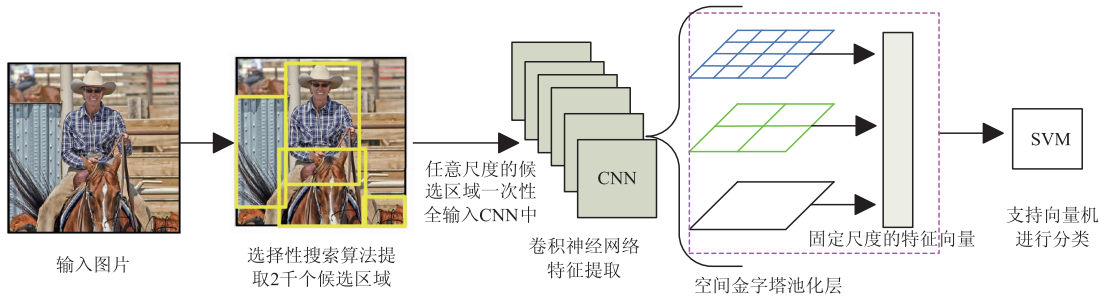 输入图片
选择性搜索算法提
取2千个候选区域
任意尺度的候
选区域一次性
全输入CNN中
CNN
卷积神经网络
特征提取
空间金字塔池化层
固定尺度的特征向量
SVM
支持向量机
进行分类